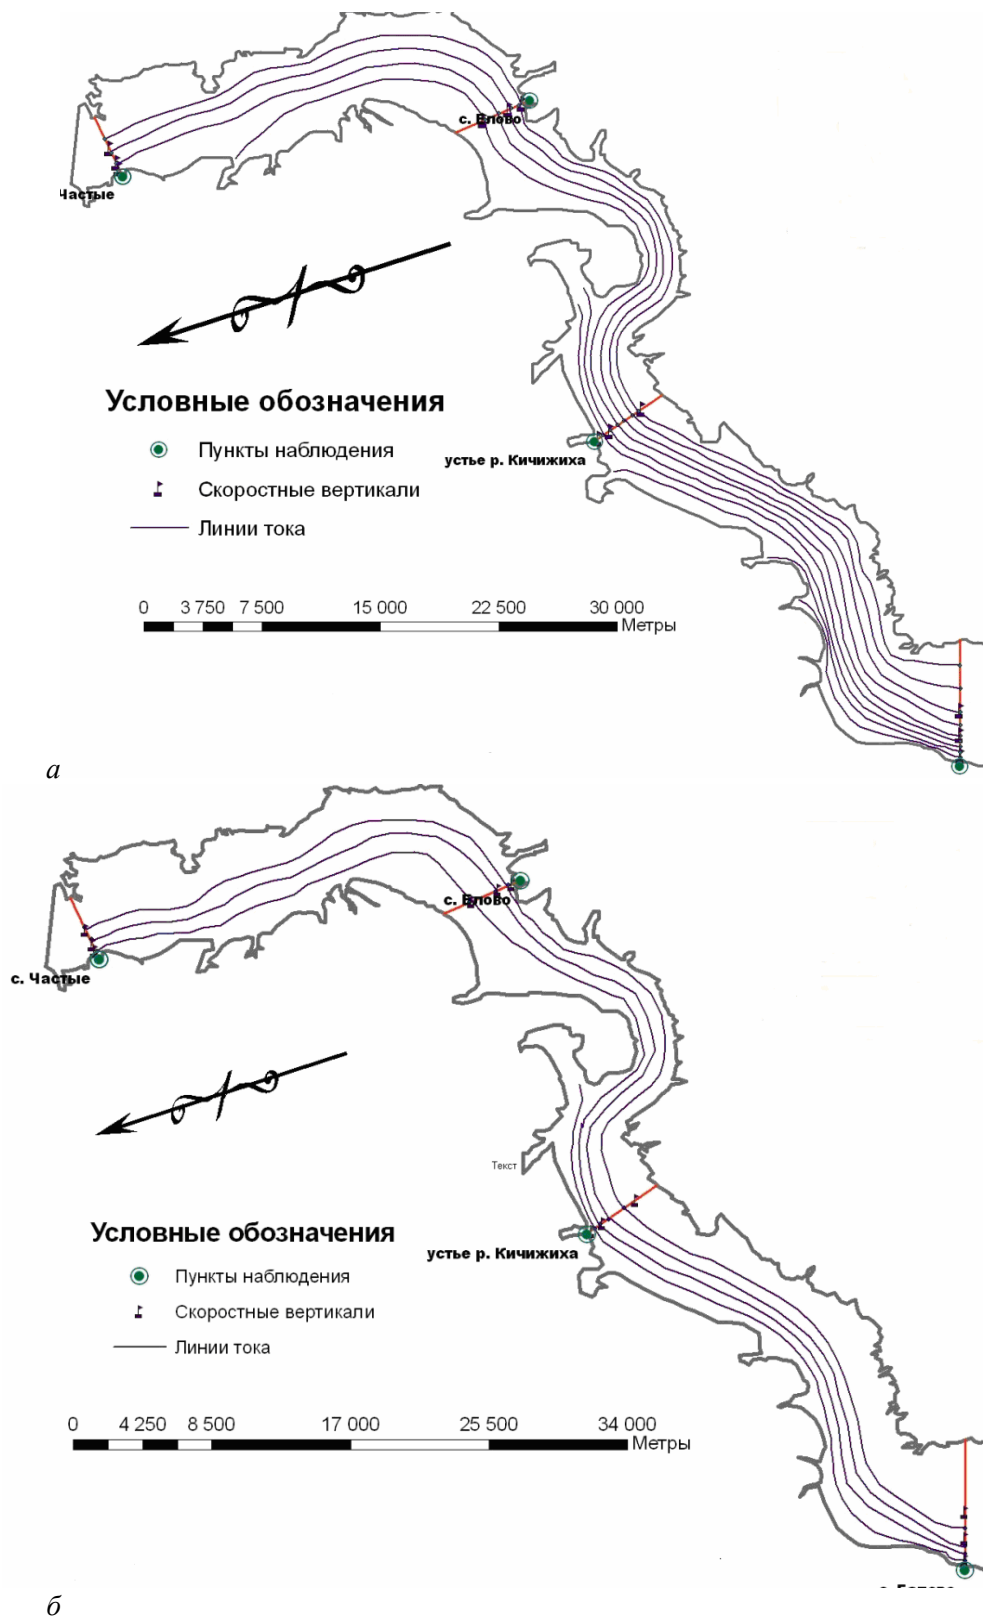 с. Елово
Частые
Условные обозначения
Пункты наблюдения
устье р. Кичижиха
Скоростные вертикали
Линии тока
0 3 750 7 500 15 000 22 500 30 000
Метры
а
с. Елово
с. Частые
Текст
Условные обозначения
устье р. Кичижиха
Пункты наблюдения
Скоростные вертикали
Линии тока
0 4 250 8 500 17 000 25 500 34 000
Метры
б